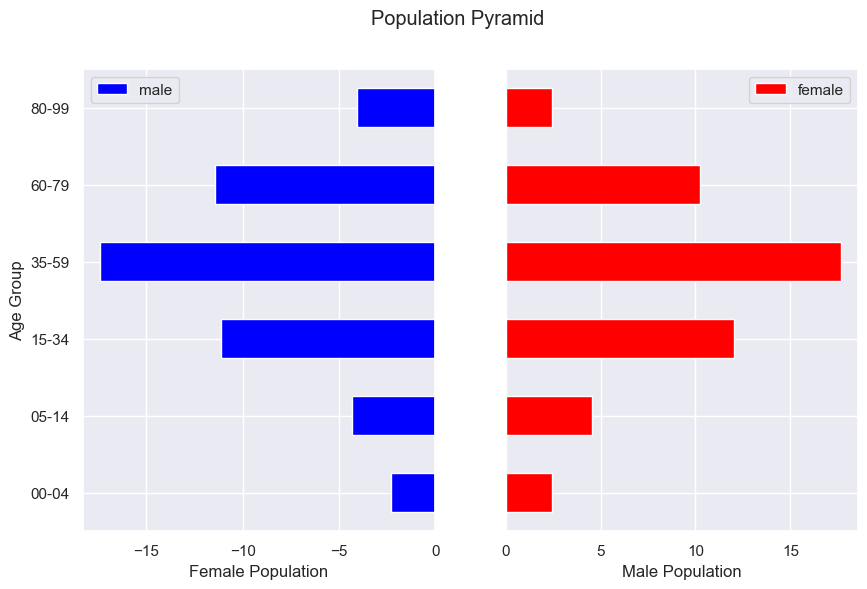 Population Pyramid
male
female
80-99
60-79
35-59
15-34
05-14
00-04
Age Group
−15 −10 −5 0
0 5 10 15
Female Population
Male Population